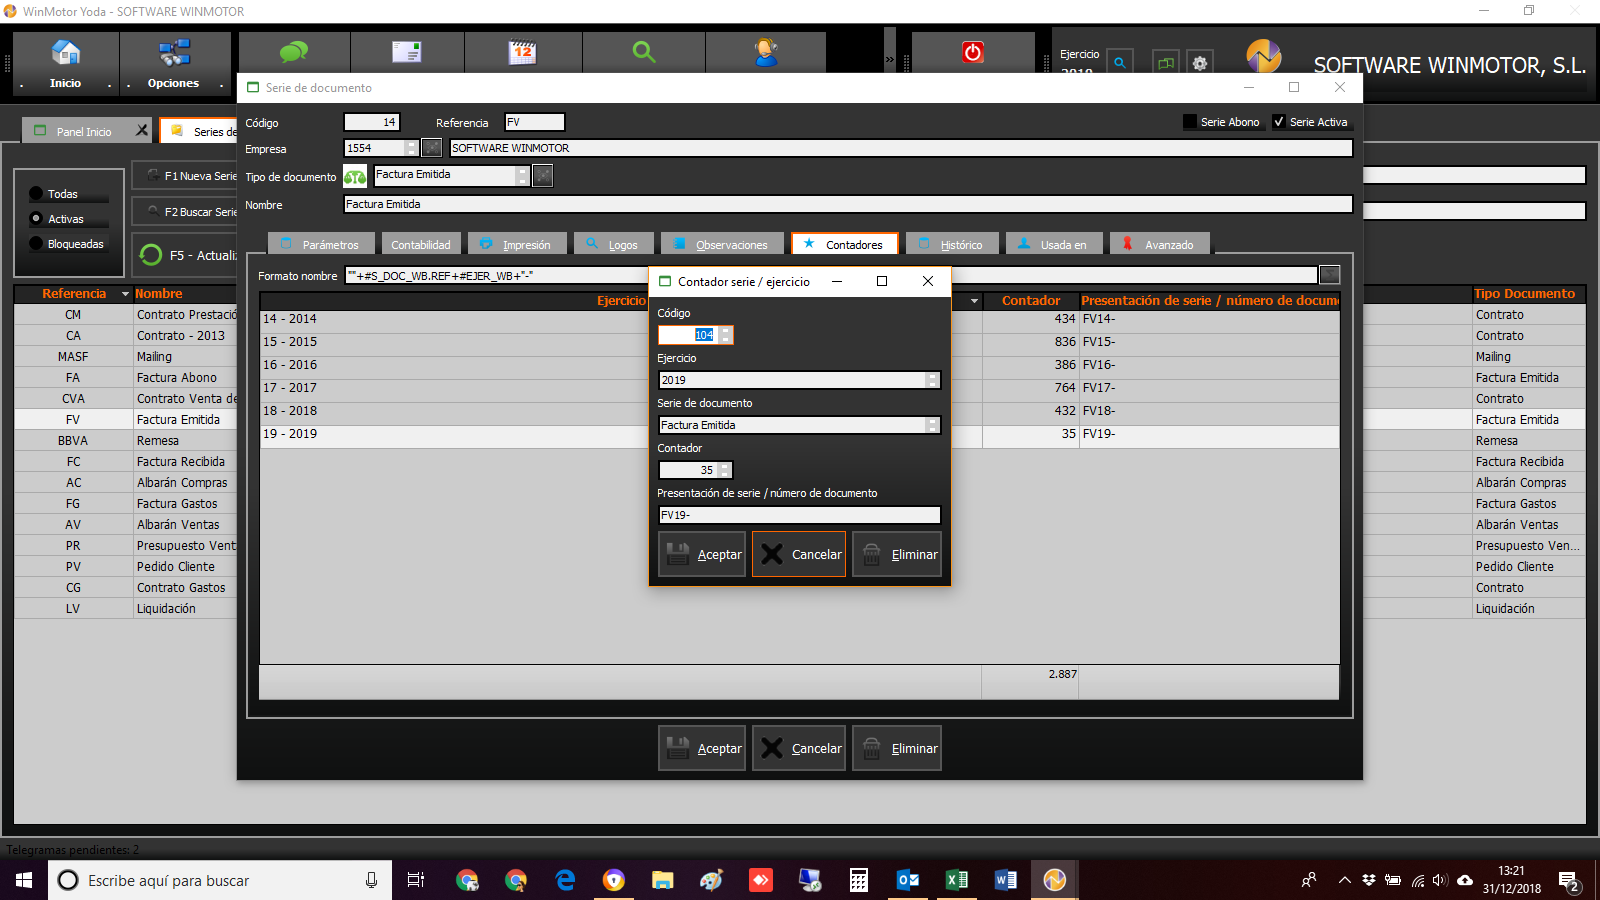 WinMotor Yoda - SOFTWARE WINMOTOR
Inicio
Opciones
12
Ejercicio
SOFTWARE WINMOTOR, S.L.
Panel Inicio
Series de
Todas
Activas
Bloqueadas
F1 Nueva Serie
F2 Buscar Serie
F5 - Actuali
Referencia Nombre
CM Contrato Prestació
CA Contrato - 2013
MASF Mailing
FA Factura Abono
CVA Contrato Venta de
FV Factura Emitida
BBVA Remesa
FC Factura Recibida
AC Albarán Compras
FG Factura Gastos
AV Albarán Ventas
PR Presupuesto Vent
PV Pedido Cliente
CG Contrato Gastos
LV Liquidación
Tipo Documento
Contrato
Contrato
Mailing
Factura Emitida
Contrato
Factura Emitida
Remesa
Factura Recibida
Albarán Compras
Factura Gastos
Albarán Ventas
Presupuesto Ven...
Pedido Cliente
Contrato
Liquidación
Serie de documento
Código 14 Referencia FV Serie Abono Serie Activa
Empresa 1554 SOFTWARE WINMOTOR
Tipo de documento Factura Emitida
Nombre Factura Emitida
Parámetros Contabilidad Impresión Logos Observaciones Contadores Histórico Usada en Avanzado
Formato nombre ""+#S_DOC_WB.REF+#EJER_WB+"-"
Ejercicio Contador Presentación de serie / número de docume
14 - 2014 434 FV14-
15 - 2015 836 FV15-
16 - 2016 386 FV16-
17 - 2017 764 FV17-
18 - 2018 432 FV18-
19 - 2019 35 FV19-
2.887
Aceptar Cancelar Eliminar
Contador serie / ejercicio
Código
104
Ejercicio
2019
Serie de documento
Factura Emitida
Contador
35
Presentación de serie / número de documento
FV19-
Aceptar Cancelar Eliminar
Telegramas pendientes: 2
Escribe aquí para buscar
13:21
31/12/2018
2